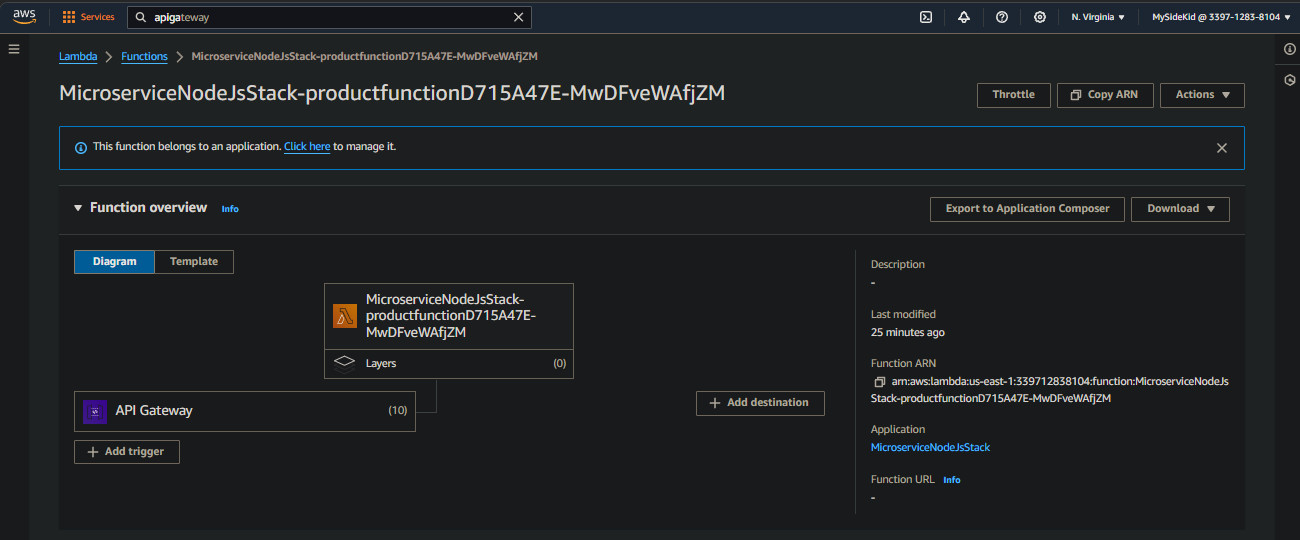 aws
Services
apigateway
N. Virginia
MySideKid @ 3397-1283-8104
Lambda
Functions
MicroserviceNodeJsStack-productfunctionD715A47E-MwDFveWAfjZM
MicroserviceNodeJsStack-productfunctionD715A47E-MwDFveWAfjZM
Throttle
Copy ARN
Actions
This function belongs to an application. Click here to manage it.
Function overview
Info
Export to Application Composer
Download
Diagram
Template
MicroserviceNodeJsStack-
productfunctionD715A47E-
MwDFveWAfjZM
Layers
(0)
API Gateway
(10)
Add trigger
Add destination
Description
-
Last modified
25 minutes ago
Function ARN
arn:aws:lambda:us-east-1:339712838104:function:MicroserviceNodeJs
Stack-productfunctionD715A47E-MwDFveWAfjZM
Application
MicroserviceNodeJsStack
Function URL
Info
-